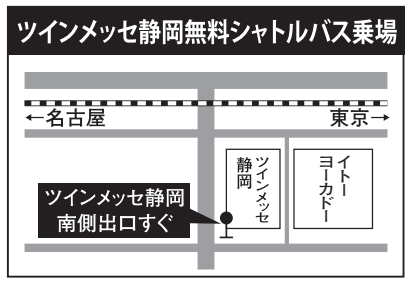 ツインメッセ静岡無料シャトルバス乗場
←名古屋
東京→
ツインメッセ
静岡
イトー
ヨーカドー
ツインメッセ静岡
南側出口すぐ